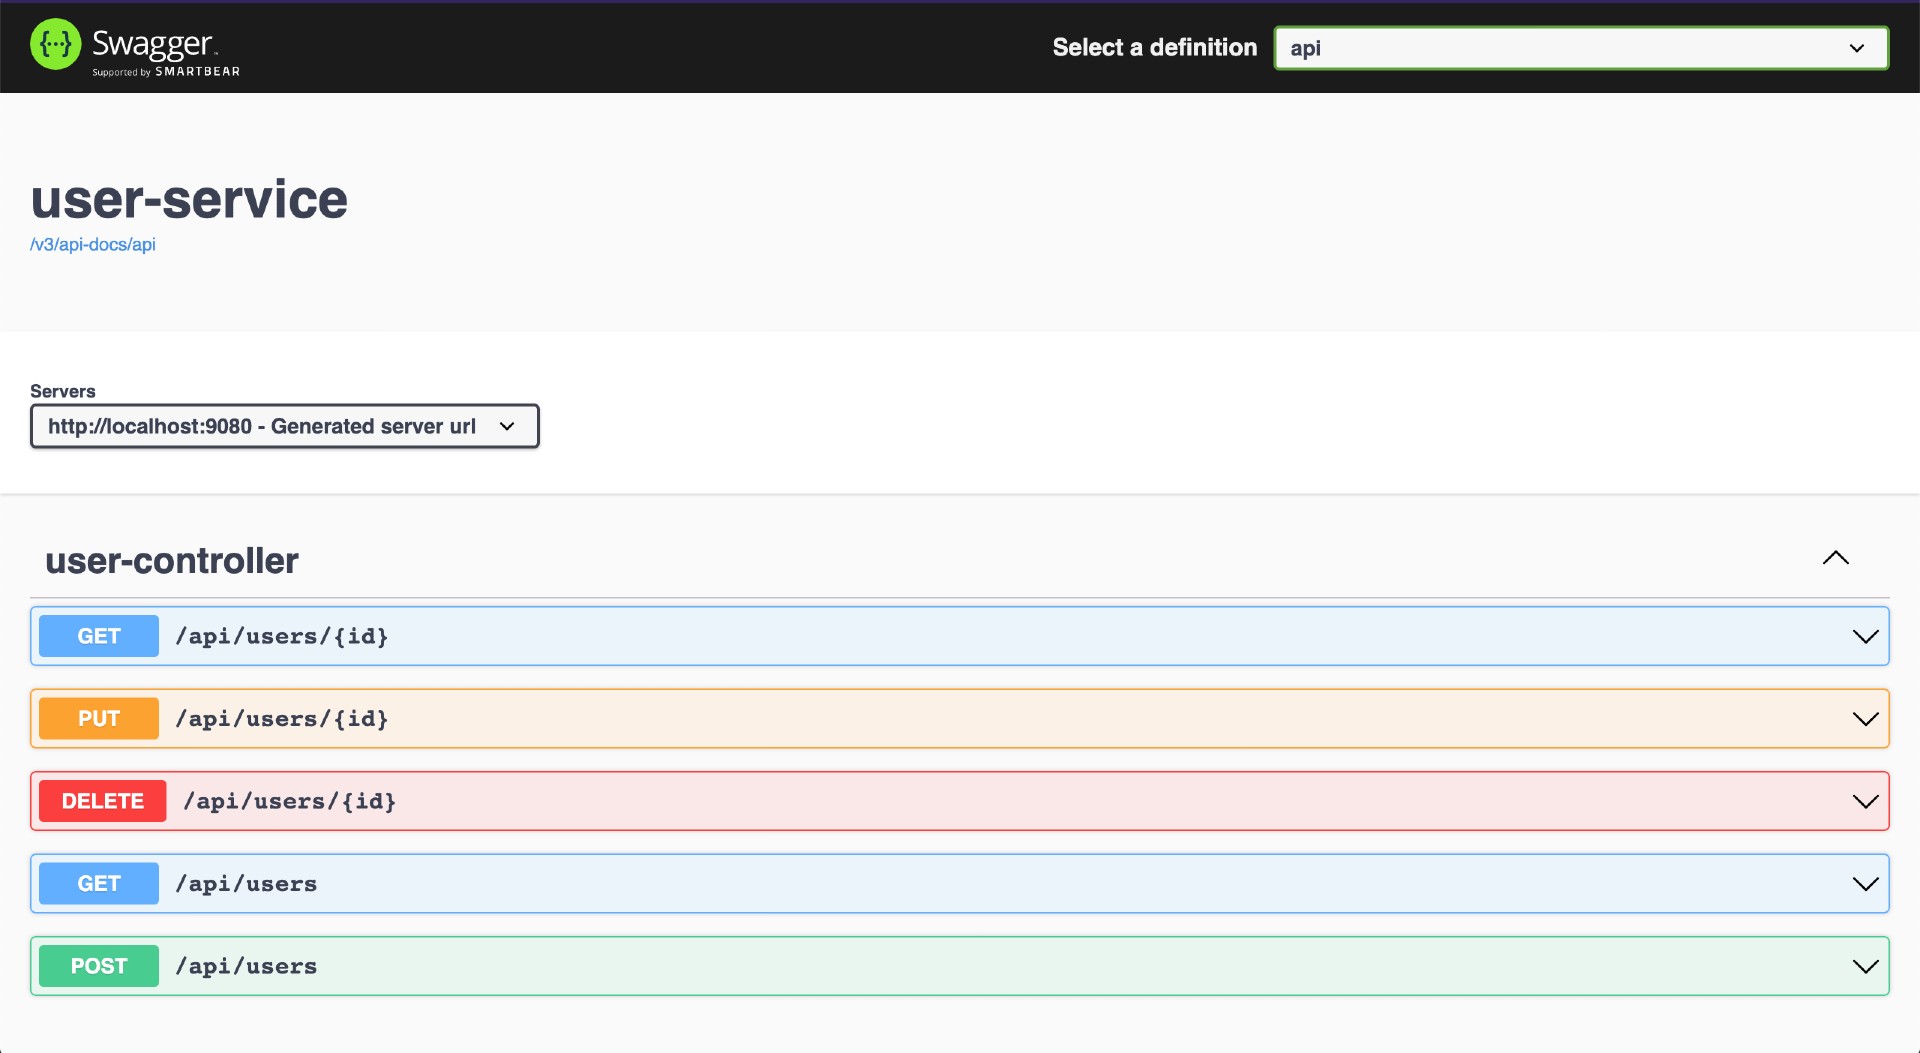 {···} Swagger™
Supported by SMARTBEAR
Select a definition
api
user-service
/v3/api-docs/api
Servers
http://localhost:9080 - Generated server url
user-controller
GET /api/users/{id}
PUT /api/users/{id}
DELETE /api/users/{id}
GET /api/users
POST /api/users